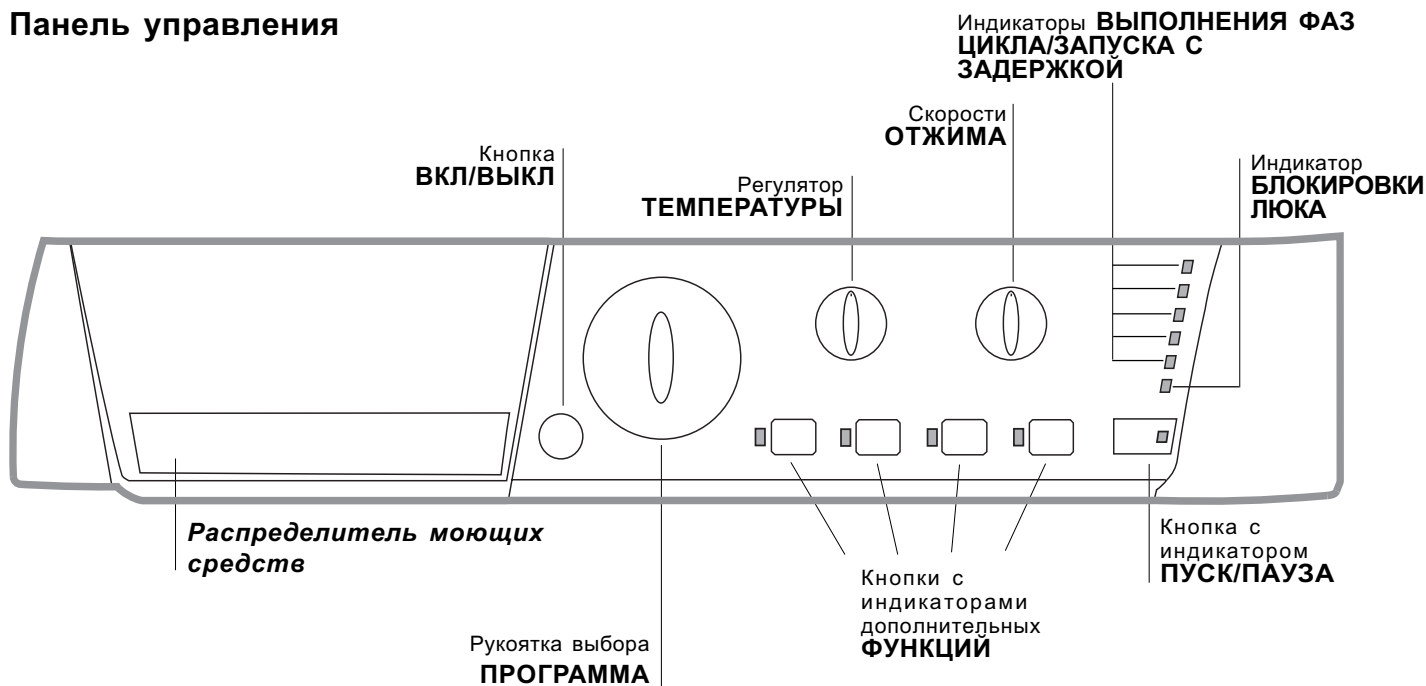 Панель управления
Индикаторы ВЫПОЛНЕНИЯ ФАЗ
ЦИКЛА/ЗАПУСКА С
ЗАДЕРЖКОЙ
Скорости
ОТЖИМА
Кнопка
ВКЛ/ВЫКЛ
Регулятор
ТЕМПЕРАТУРЫ
Индикатор
БЛОКИРОВКИ
ЛЮКА
Распределитель моющих
средств
Кнопка с
индикатором
ПУСК/ПАУЗА
Кнопки с
индикаторами
дополнительных
ФУНКЦИЙ
Рукоятка выбора
ПРОГРАММА